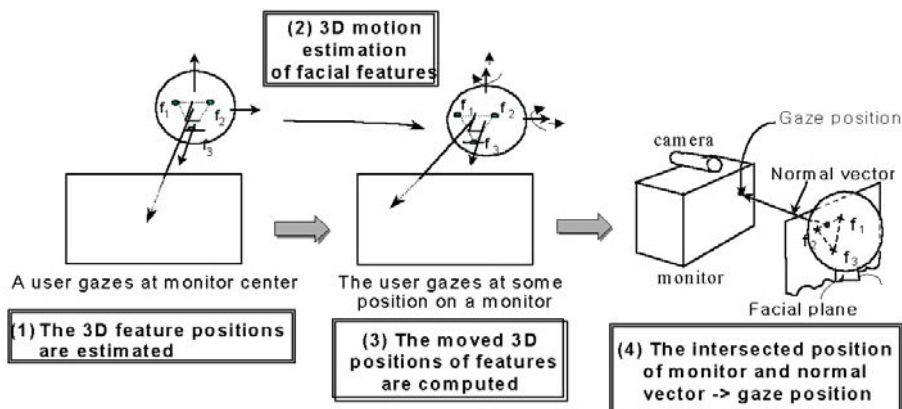 (2) 3D motion
estimation
of facial features
f1
f2
f3
f1
f2
f3
Gaze position
camera
Normal vector
f1
f2
f3
monitor
Facial plane
A user gazes at monitor center
The user gazes at some
position on a monitor
(1) The 3D feature positions
are estimated
(3) The moved 3D
positions of features
are computed
(4) The intersected position
of monitor and normal
vector -> gaze position